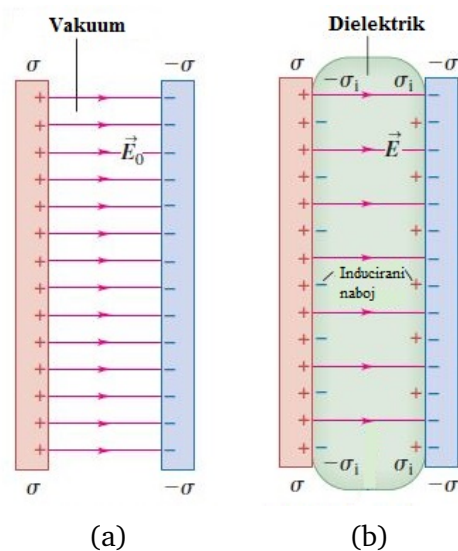 Vakuum
σ −σ
E⃗₀
σ −σ
(a)
Dielektrik
σ −σᵢ σᵢ −σ
E⃗
Inducirani
naboj
σ −σᵢ σᵢ −σ
(b)